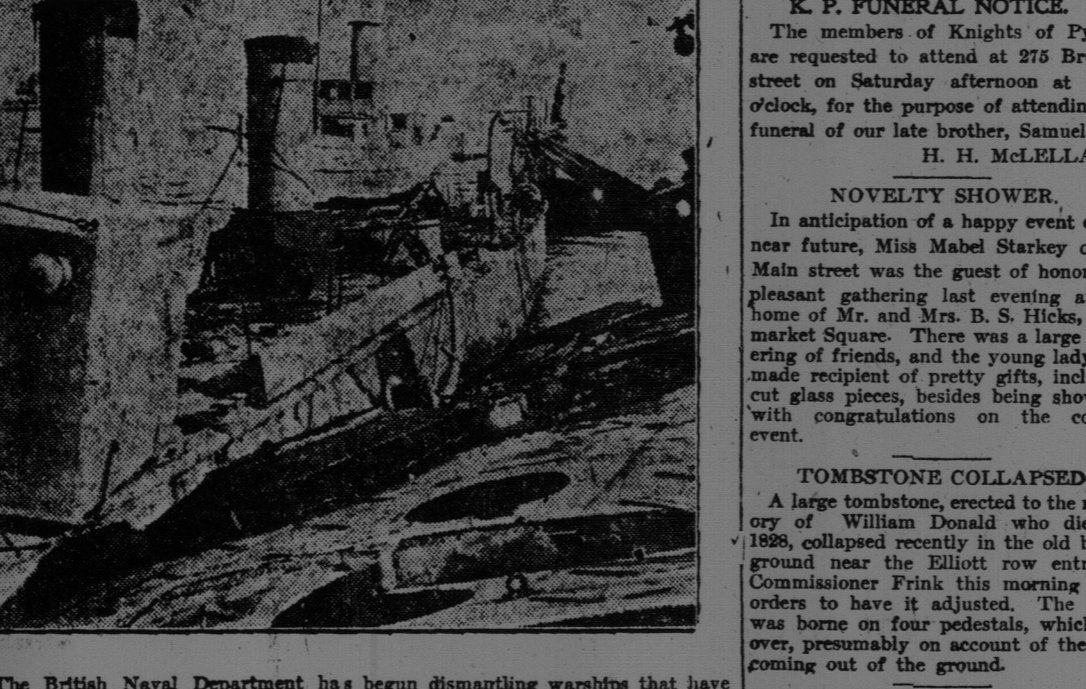 The British Naval Department has begun dismantling warships that have
K. P. FUNERAL NOTICE.
The members of Knights of Py
are requested to attend at 275 Br
street on Saturday afternoon at
o'clock, for the purpose of attendin
funeral of our late brother, Samuel
H. H. McLELLA
NOVELTY SHOWER.
In anticipation of a happy event
near future, Miss Mabel Starkey
Main street was the guest of honor
pleasant gathering last evening a
home of Mr. and Mrs. B. S. Hicks,
market Square. There was a large
ering of friends, and the young lady
made recipient of pretty gifts, incl
cut glass pieces, besides being show
with congratulations on the co
event.
TOMBSTONE COLLAPSED
A large tombstone, erected to the
ory of William Donald who die
1828, collapsed recently in the old b
ground near the Elliott row entr
Commissioner Frink this morning
orders to have it adjusted. The
was borne on four pedestals, which
over, presumably on account of the
coming out of the ground.